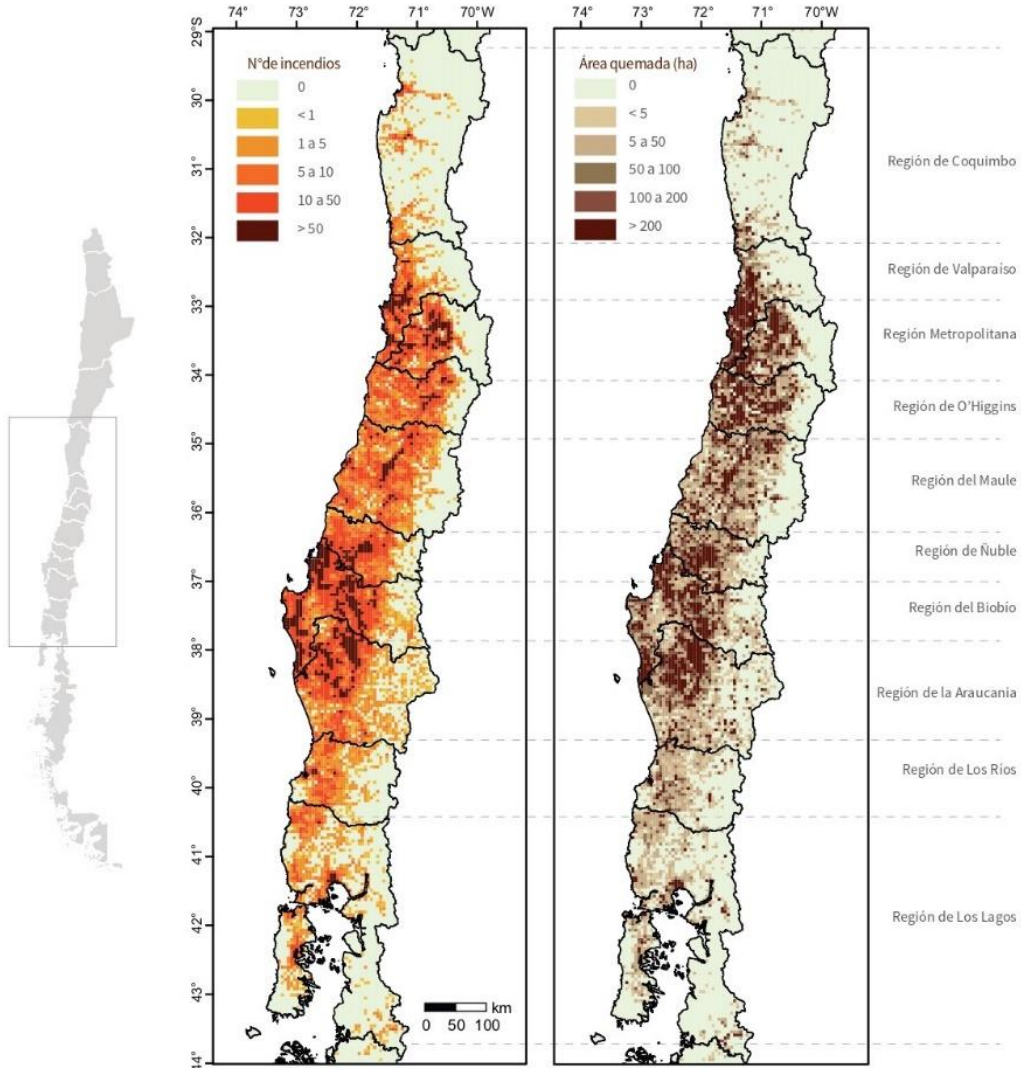 74° 73° 72° 71° 70°W
74° 73° 72° 71° 70°W
29°S
30°
31°
32°
33°
34°
35°
36°
37°
38°
39°
40°
41°
42°
43°
14°
N°de incendios
0
< 1
1 a 5
5 a 10
10 a 50
> 50
km
0 50 100
Área quemada (ha)
0
< 5
5 a 50
50 a 100
100 a 200
> 200
Región de Coquimbo
Región de Valparaíso
Región Metropolitana
Región de O'Higgins
Región del Maule
Región de Ñuble
Región del Biobío
Región de la Araucanía
Región de Los Ríos
Región de Los Lagos